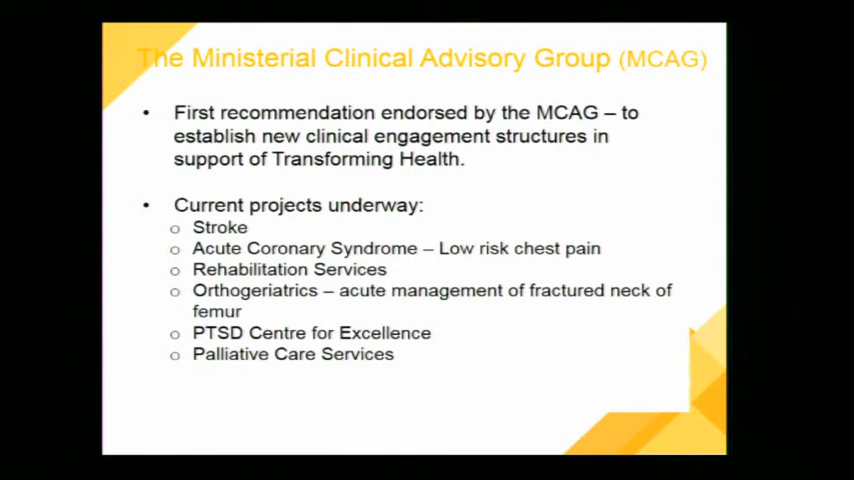 The Ministerial Clinical Advisory Group (MCAG)
• First recommendation endorsed by the MCAG – to
establish new clinical engagement structures in
support of Transforming Health.
• Current projects underway:
o Stroke
o Acute Coronary Syndrome – Low risk chest pain
o Rehabilitation Services
o Orthogeriatrics – acute management of fractured neck of
femur
o PTSD Centre for Excellence
o Palliative Care Services